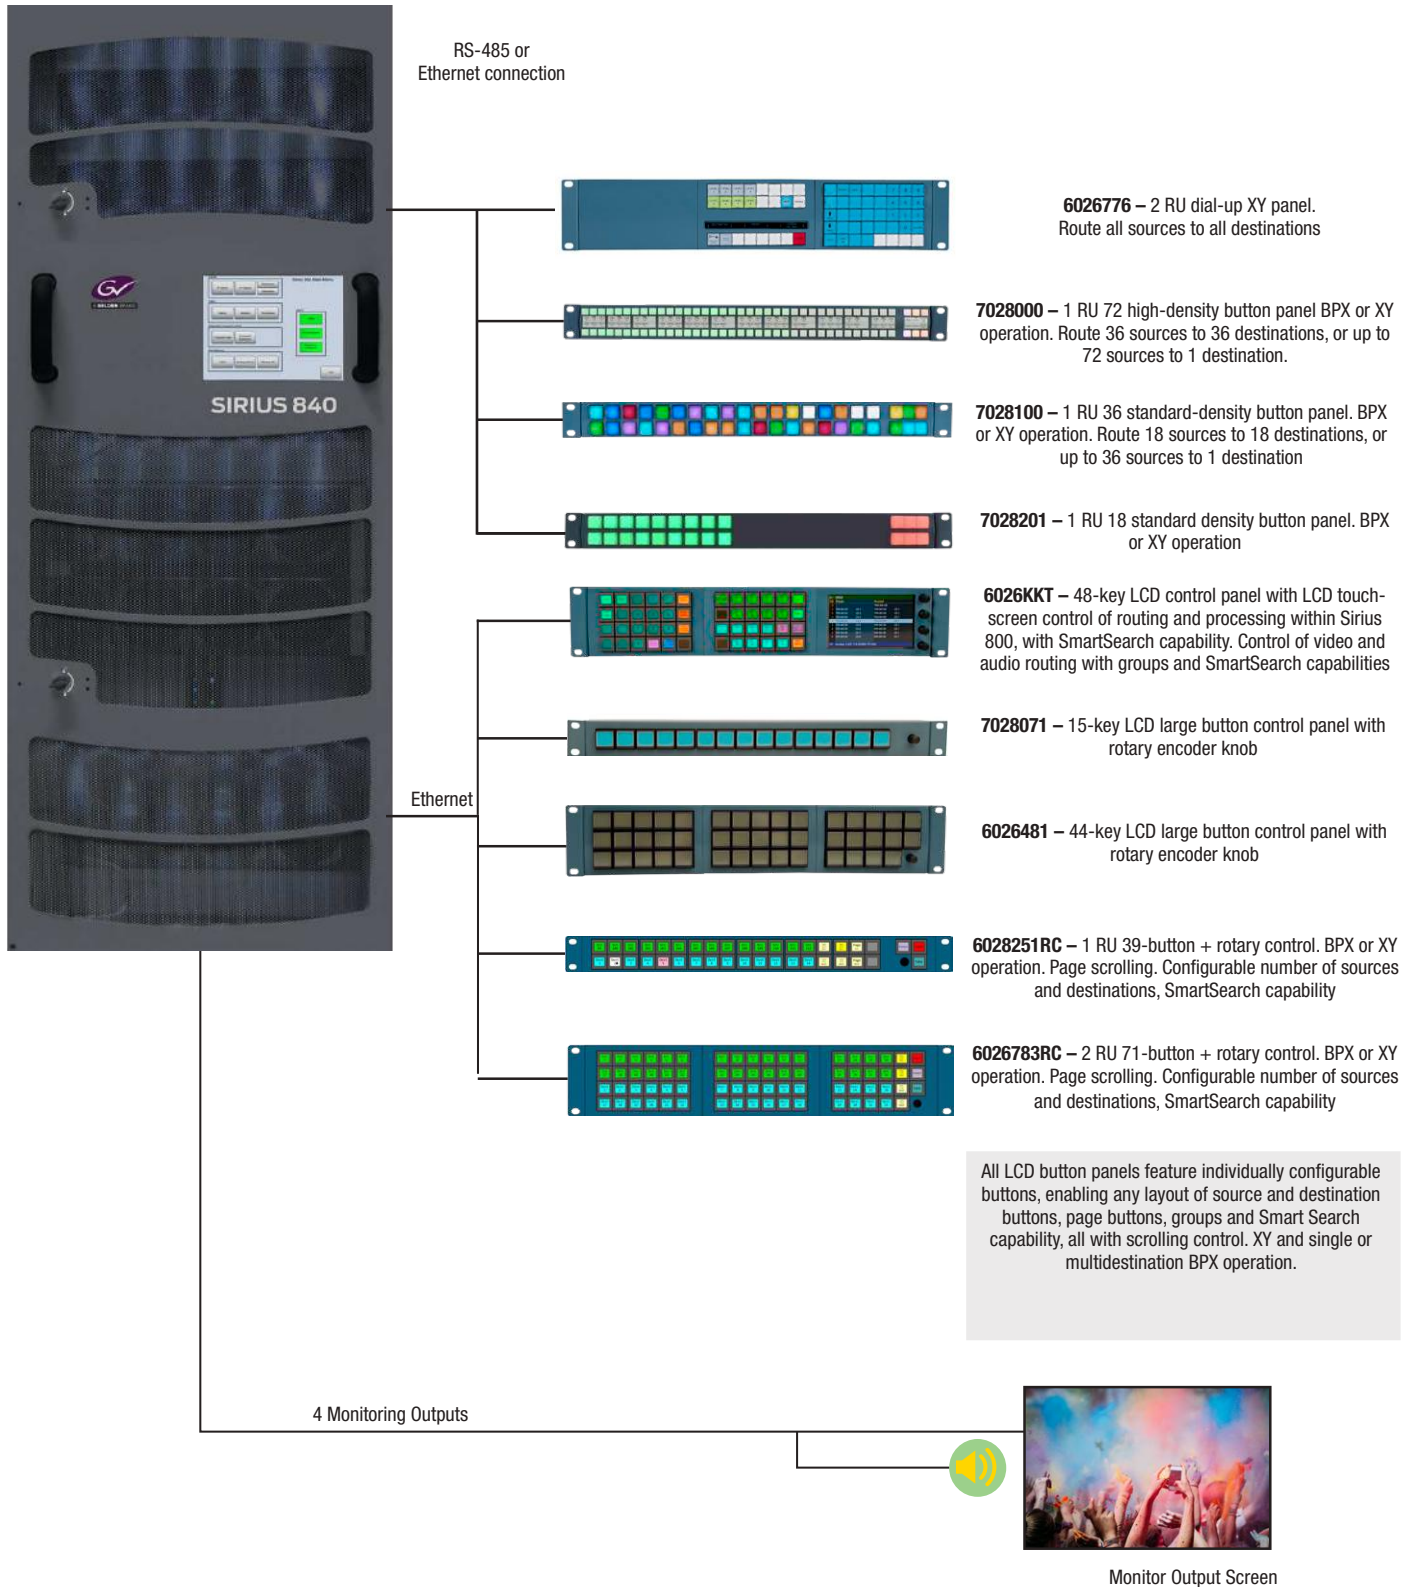 RS-485 or
Ethernet connection
6026776 – 2 RU dial-up XY panel.
Route all sources to all destinations
GV
SIRIUS 840
7028000 – 1 RU 72 high-density button panel BPX or XY
operation. Route 36 sources to 36 destinations, or up to
72 sources to 1 destination.
7028100 – 1 RU 36 standard-density button panel. BPX
or XY operation. Route 18 sources to 18 destinations, or
up to 36 sources to 1 destination
7028201 – 1 RU 18 standard density button panel. BPX
or XY operation
6026KKT – 48-key LCD control panel with LCD touch-
screen control of routing and processing within Sirius
800, with SmartSearch capability. Control of video and
audio routing with groups and SmartSearch capabilities
7028071 – 15-key LCD large button control panel with
rotary encoder knob
Ethernet
6026481 – 44-key LCD large button control panel with
rotary encoder knob
6028251RC – 1 RU 39-button + rotary control. BPX or XY
operation. Page scrolling. Configurable number of sources
and destinations, SmartSearch capability
6026783RC – 2 RU 71-button + rotary control. BPX or XY
operation. Page scrolling. Configurable number of sources
and destinations, SmartSearch capability
All LCD button panels feature individually configurable
buttons, enabling any layout of source and destination
buttons, page buttons, groups and Smart Search
capability, all with scrolling control. XY and single or
multidestination BPX operation.
4 Monitoring Outputs
Monitor Output Screen